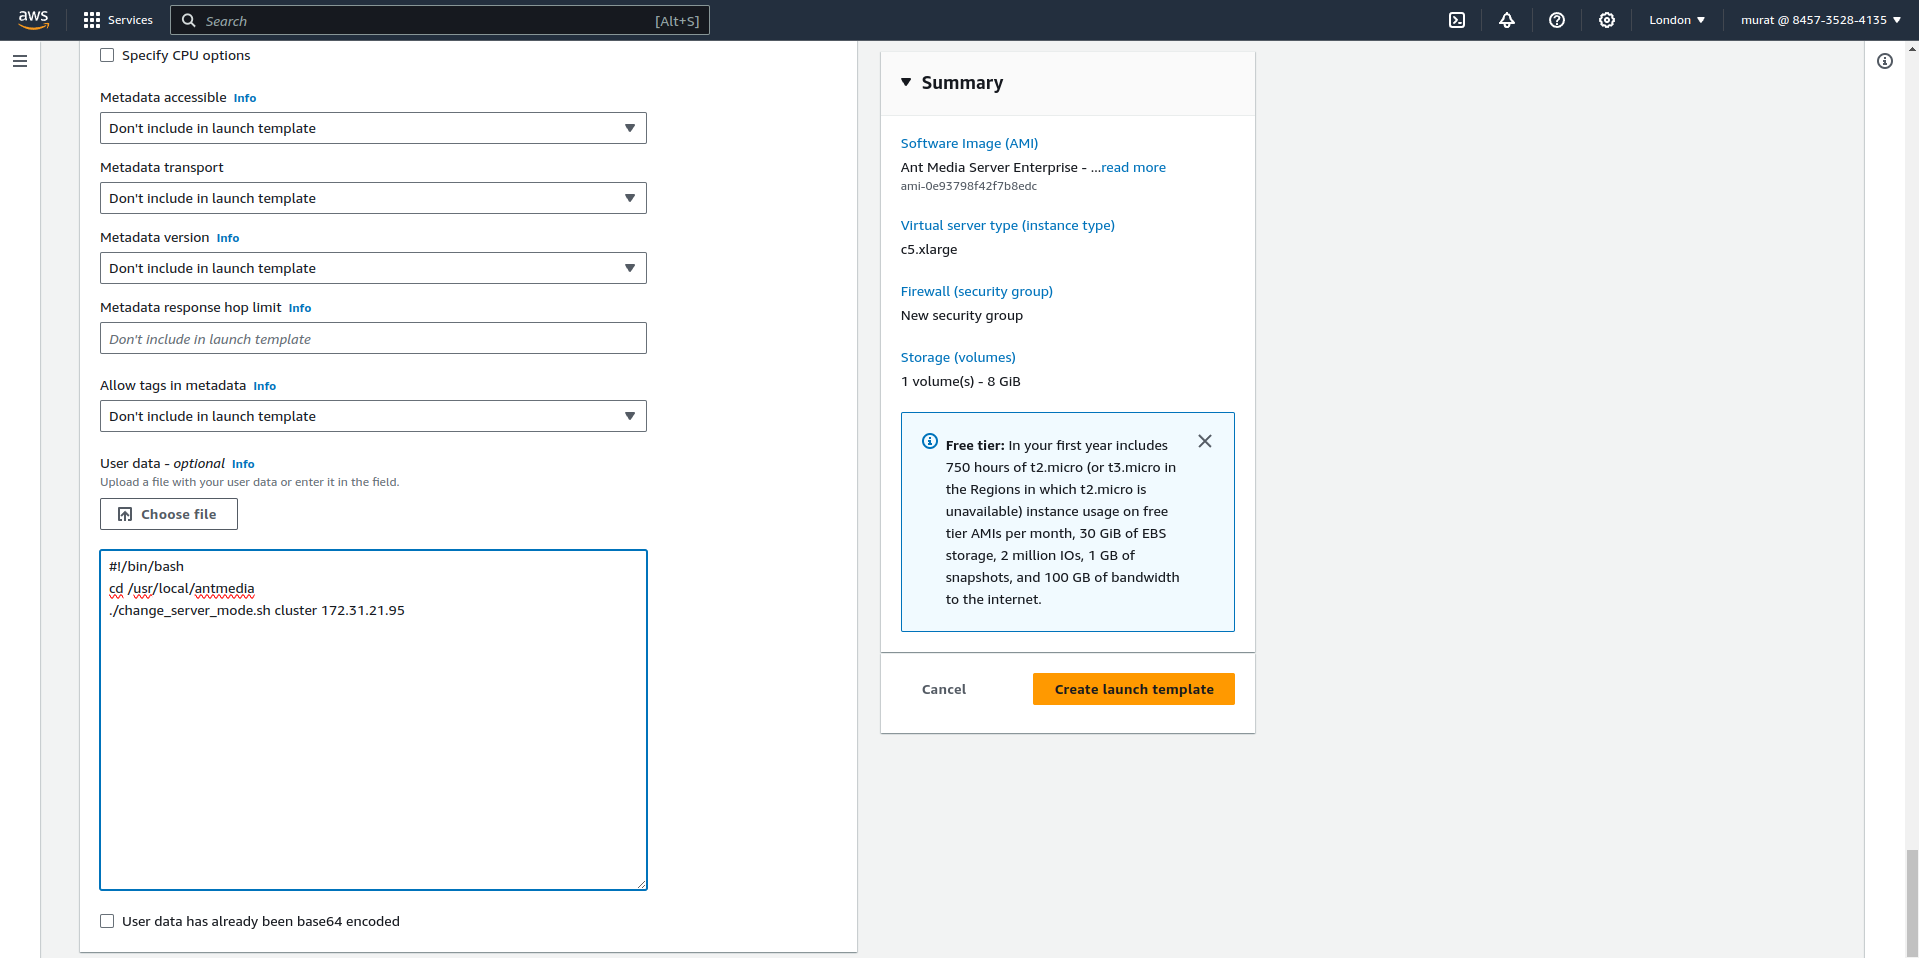 aws
Services
Search [Alt+S]
London
murat @ 8457-3528-4135
Specify CPU options
Metadata accessible Info
Don't include in launch template
Metadata transport
Don't include in launch template
Metadata version Info
Don't include in launch template
Metadata response hop limit Info
Don't include in launch template
Allow tags in metadata Info
Don't include in launch template
User data - optional Info
Upload a file with your user data or enter it in the field.
Choose file
#!/bin/bash
cd /usr/local/antmedia
./change_server_mode.sh cluster 172.31.21.95
User data has already been base64 encoded
Summary
Software Image (AMI)
Ant Media Server Enterprise - ...read more
ami-0e93798f42f7b8edc
Virtual server type (instance type)
c5.xlarge
Firewall (security group)
New security group
Storage (volumes)
1 volume(s) - 8 GiB
Free tier: In your first year includes
750 hours of t2.micro (or t3.micro in
the Regions in which t2.micro is
unavailable) instance usage on free
tier AMIs per month, 30 GiB of EBS
storage, 2 million IOs, 1 GB of
snapshots, and 100 GB of bandwidth
to the internet.
Cancel
Create launch template